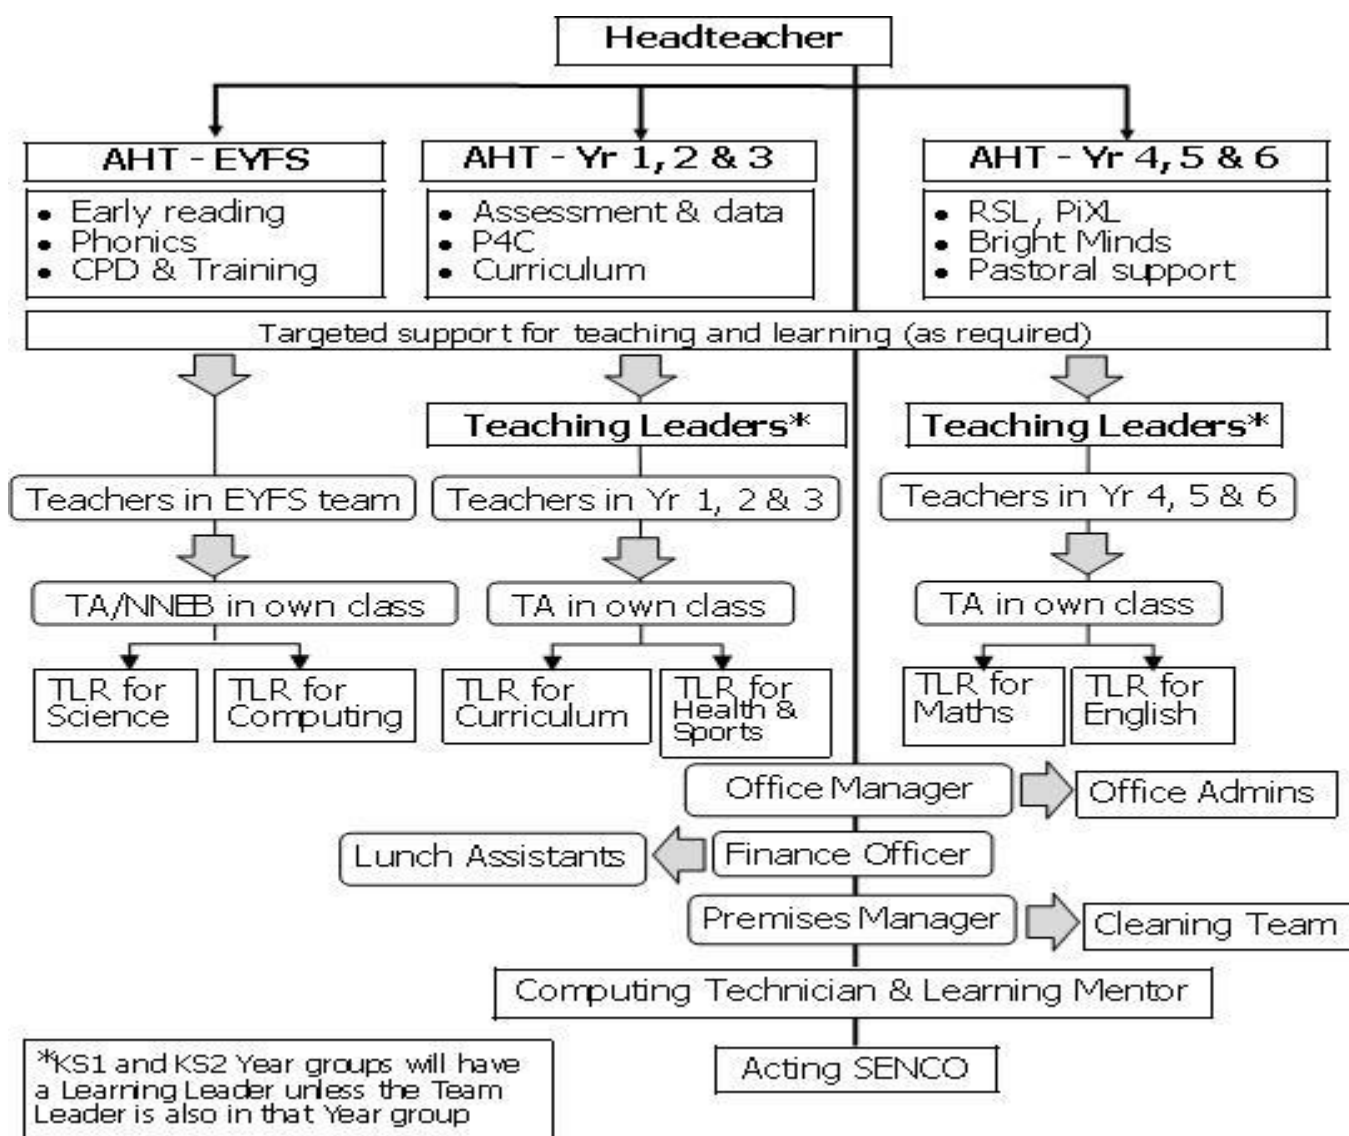 Headteacher
AHT - EYFS
AHT - Yr 1, 2 & 3
AHT - Yr 4, 5 & 6
• Early reading
• Phonics
• CPD & Training
• Assessment & data
• P4C
• Curriculum
• RSL, PiXL
• Bright Minds
• Pastoral support
Targeted support for teaching and learning (as required)
Teaching Leaders*
Teaching Leaders*
Teachers in EYFS team
Teachers in Yr 1, 2 & 3
Teachers in Yr 4, 5 & 6
TA/NNEB in own class
TA in own class
TA in own class
TLR for
Science
TLR for
Computing
TLR for
Curriculum
TLR for
Health &
Sports
TLR for
Maths
TLR for
English
Office Manager
Office Admins
Lunch Assistants
Finance Officer
Premises Manager
Cleaning Team
Computing Technician & Learning Mentor
Acting SENCO
*KS1 and KS2 Year groups will have
a Learning Leader unless the Team
Leader is also in that Year group